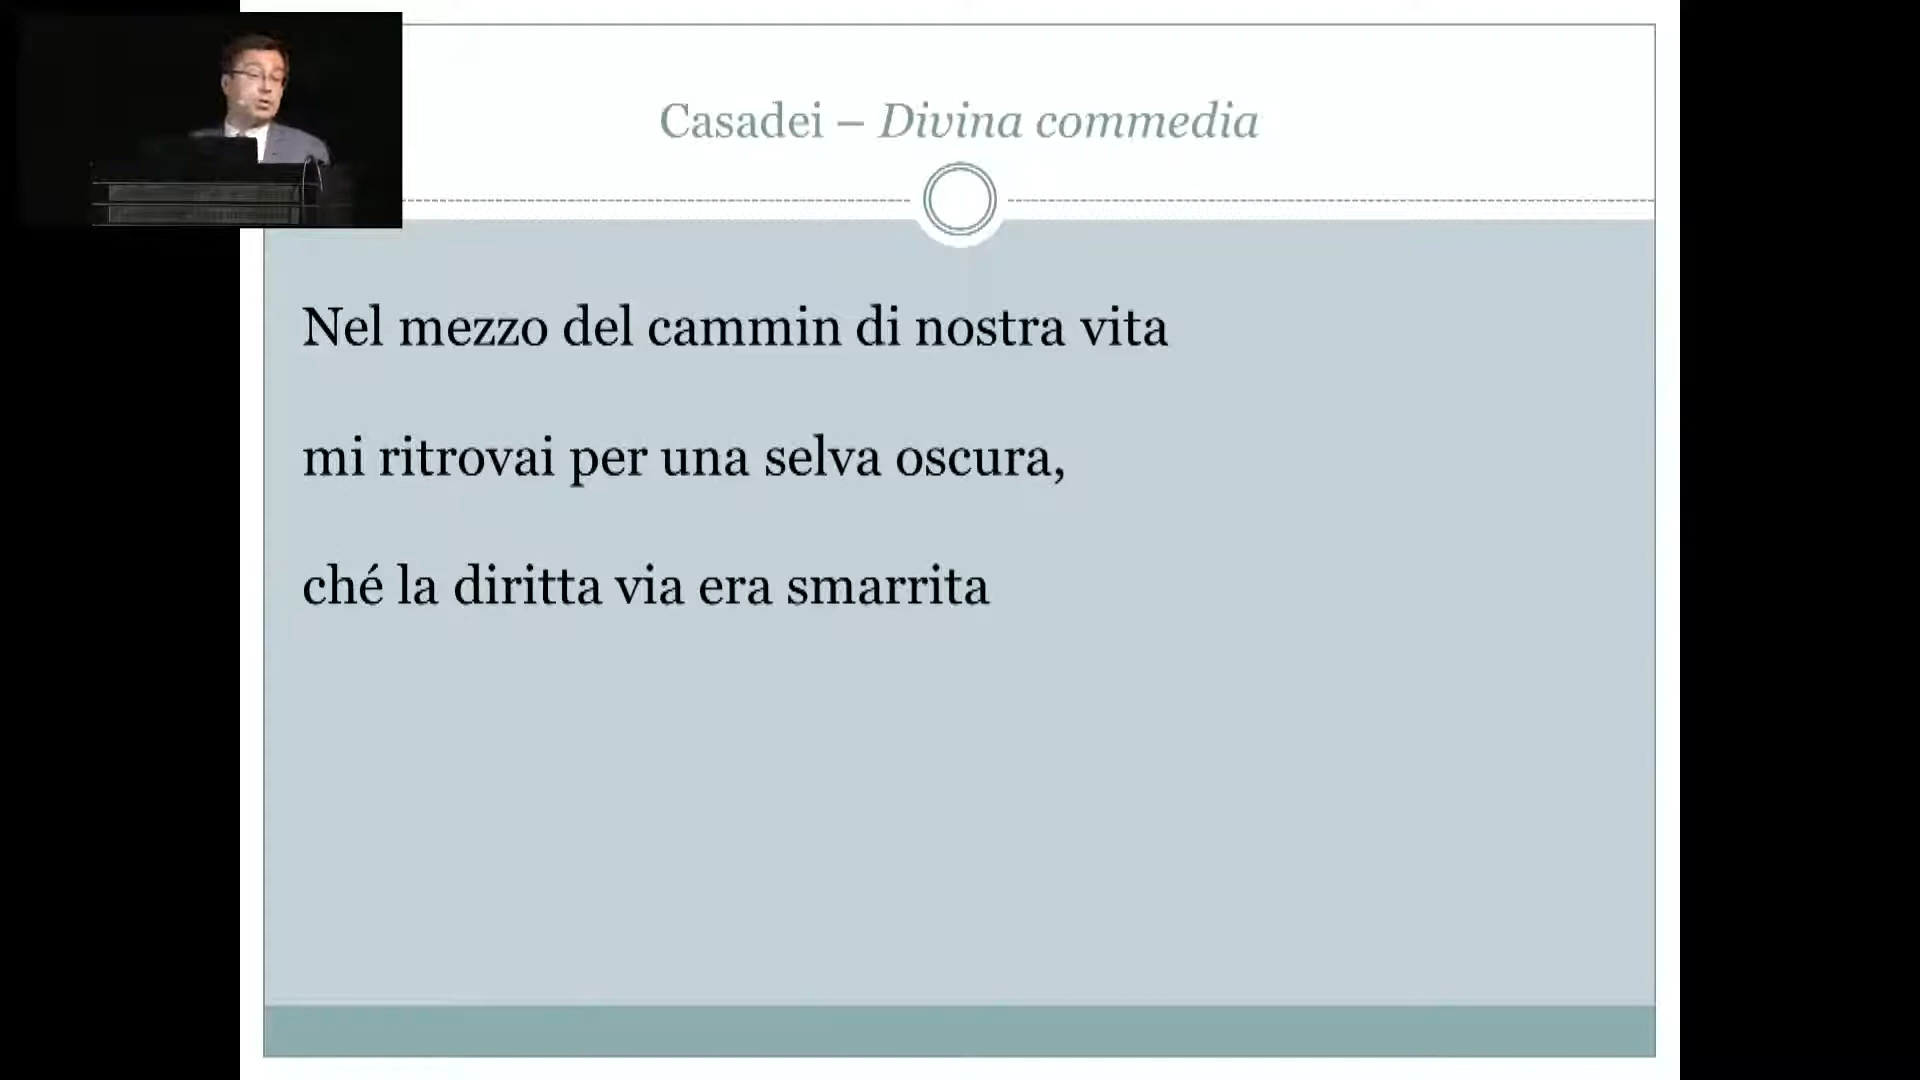 Casadei – Divina commedia
Nel mezzo del cammin di nostra vita
mi ritrovai per una selva oscura,
ché la diritta via era smarrita